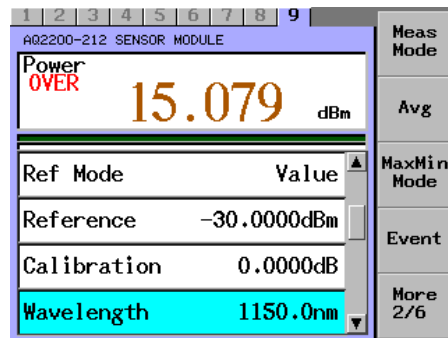 1 2 3 4 5 6 7 8 9
AQ2200-212 SENSOR MODULE
Power
OVER
15.079 dBm
Ref Mode Value
Reference -30.0000dBm
Calibration 0.0000dB
Wavelength 1150.0nm
Meas
Mode
Avg
MaxMin
Mode
Event
More
2/6